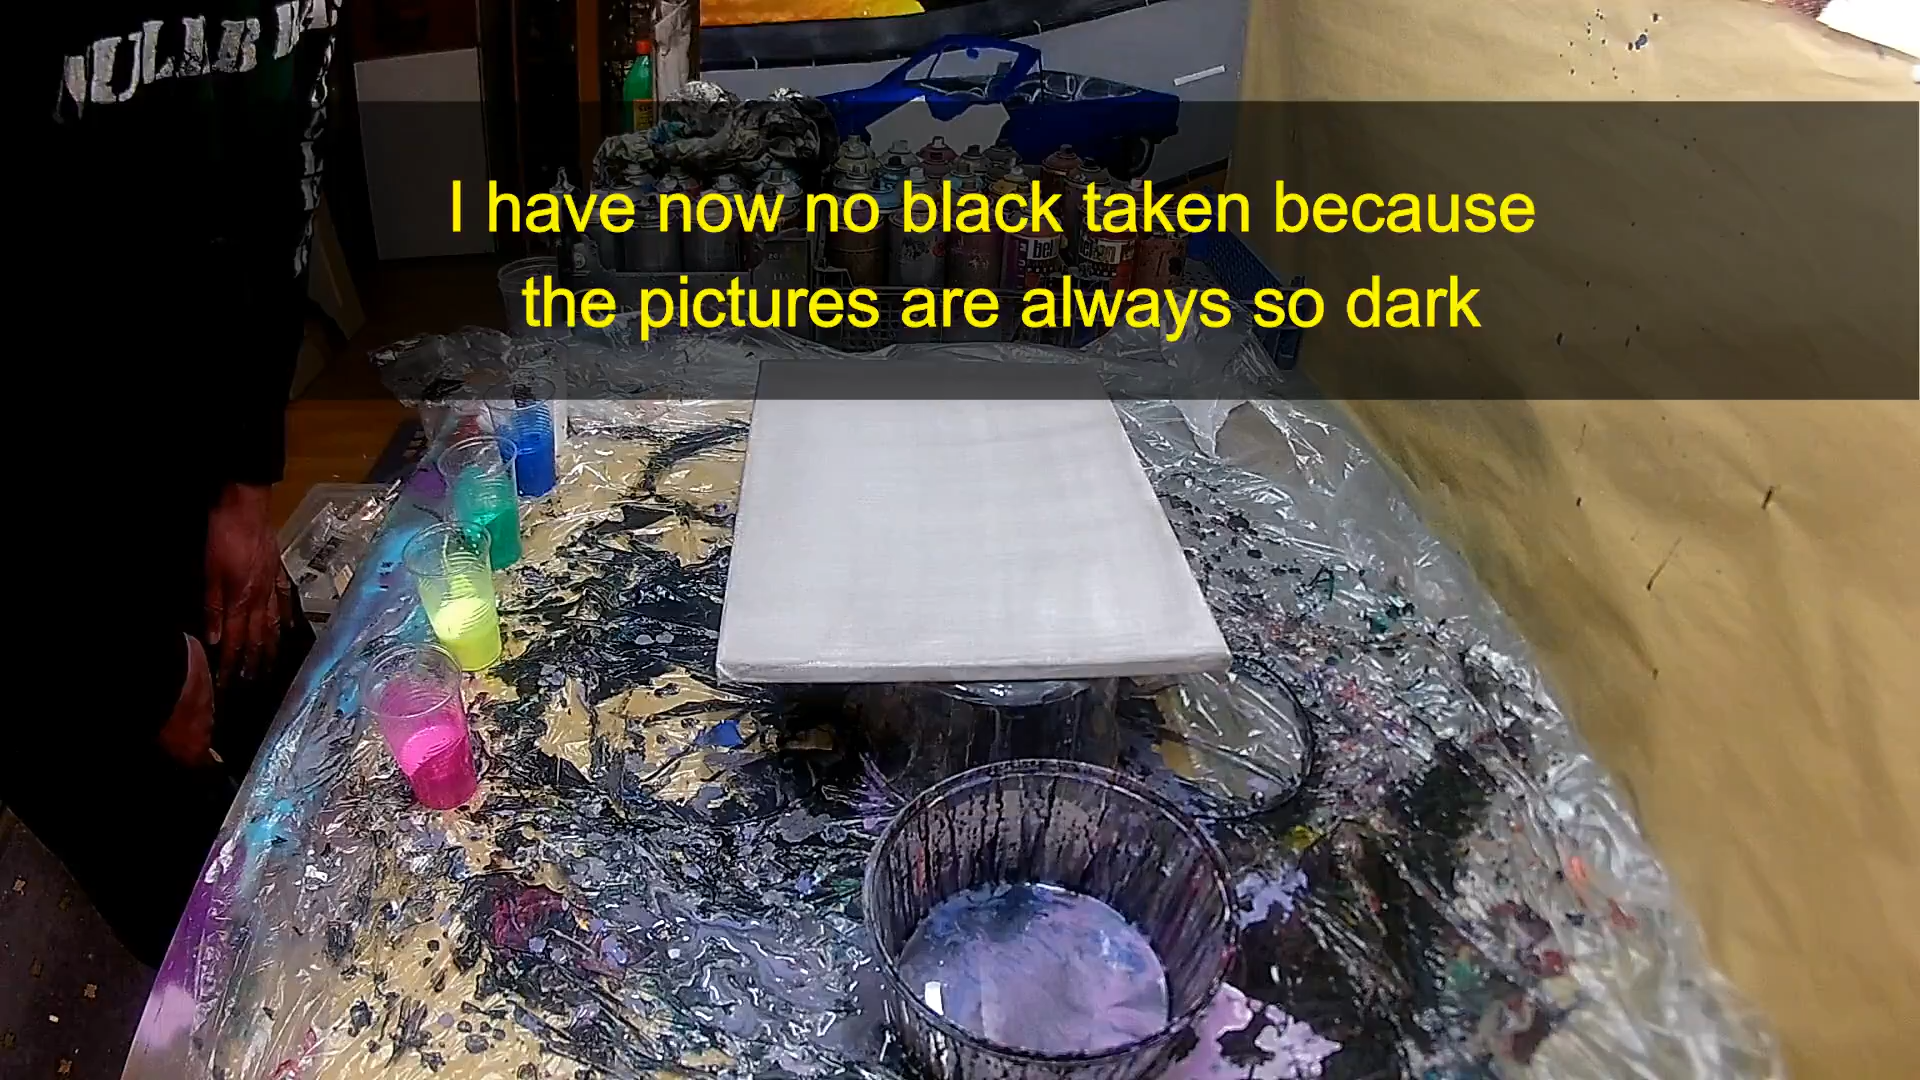 I have now no black taken because
the pictures are always so dark